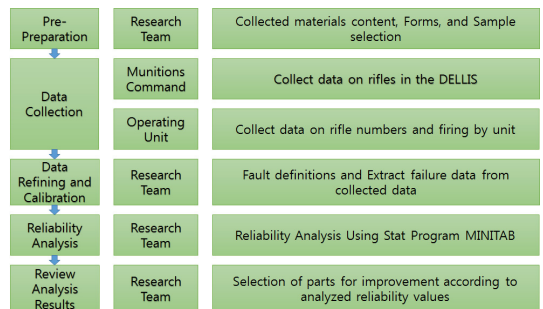 Pre-
Preparation
Research
Team
Collected materials content, Forms, and Sample
selection
Data
Collection
Munitions
Command
Collect data on rifles in the DELLIS
Operating
Unit
Collect data on rifle numbers and firing by unit
Data
Refining and
Calibration
Research
Team
Fault definitions and Extract failure data from
collected data
Reliability
Analysis
Research
Team
Reliability Analysis Using Stat Program MINITAB
Review
Analysis
Results
Research
Team
Selection of parts for improvement according to
analyzed reliability values